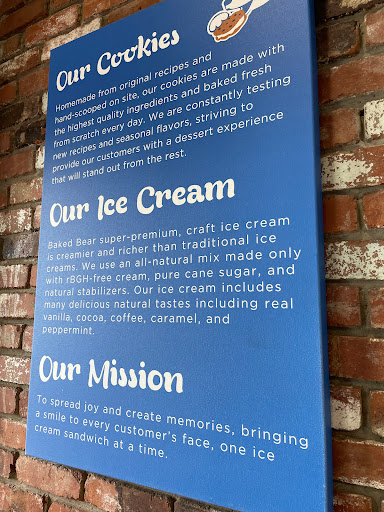 Our Cookies
Homemade from original recipes and
hand-scooped on site, our cookies are made with
the highest quality ingredients and baked fresh
from scratch every day. We are constantly testing
new recipes and seasonal flavors, striving to
provide our customers with a dessert experience
that will stand out from the rest.
Our Ice Cream
Baked Bear super-premium, craft ice cream
is creamier and richer than traditional ice
creams. We use an all-natural mix made only
with rBGH-free cream, pure cane sugar, and
natural stabilizers. Our ice cream includes
many delicious natural tastes including real
vanilla, cocoa, coffee, caramel, and
peppermint.
Our Mission
To spread joy and create memories, bringing
a smile to every customer's face, one ice
cream sandwich at a time.